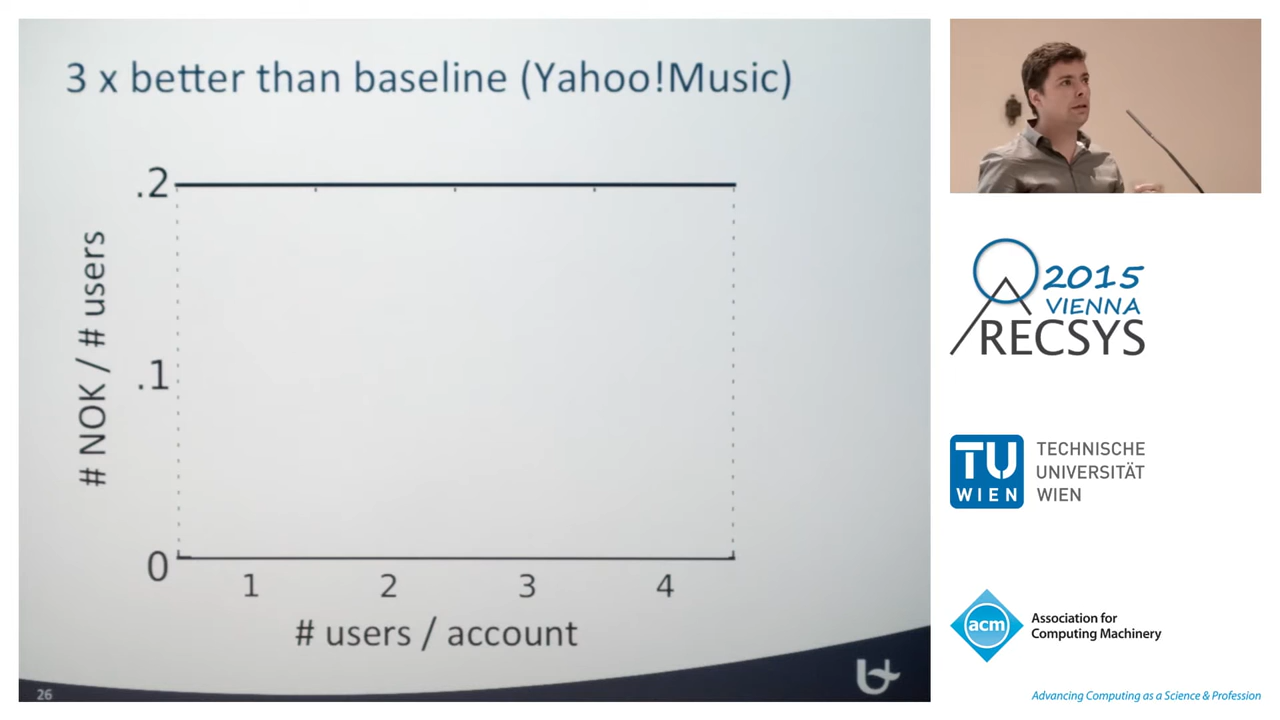 3 x better than baseline (Yahoo!Music)
.2
.1
0
# NOK / # users
1 2 3 4
# users / account
26
2015
VIENNA
RECSYS
TU
WIEN
TECHNISCHE
UNIVERSITÄT
WIEN
acm
Association for
Computing Machinery
Advancing Computing as a Science & Profession